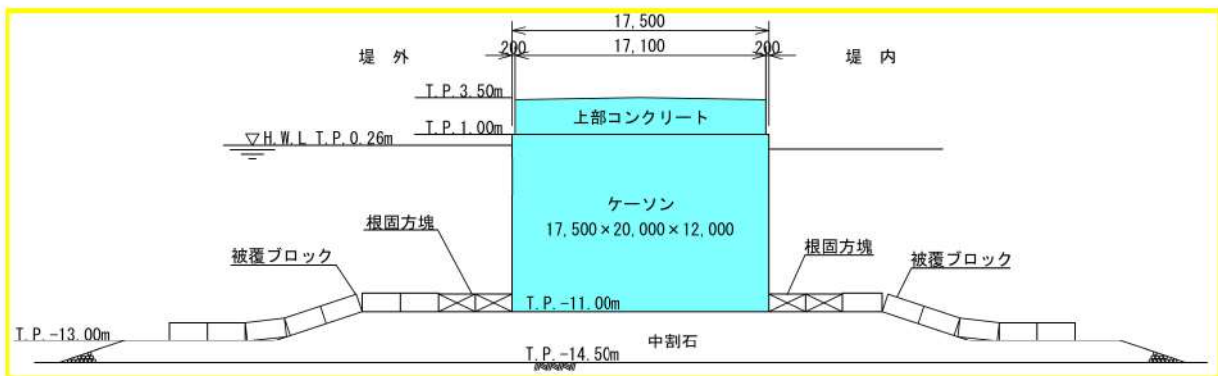 17,500
200 17,100 200
堤 外
堤 内
T.P.3.50m
上部コンクリート
T.P.1.00m
H.W.L T.P.0.26m
ケーソン
17,500×20,000×12,000
根固方塊
根固方塊
被覆ブロック
被覆ブロック
T.P.-11.00m
T.P.-13.00m
中割石
T.P.-14.50m